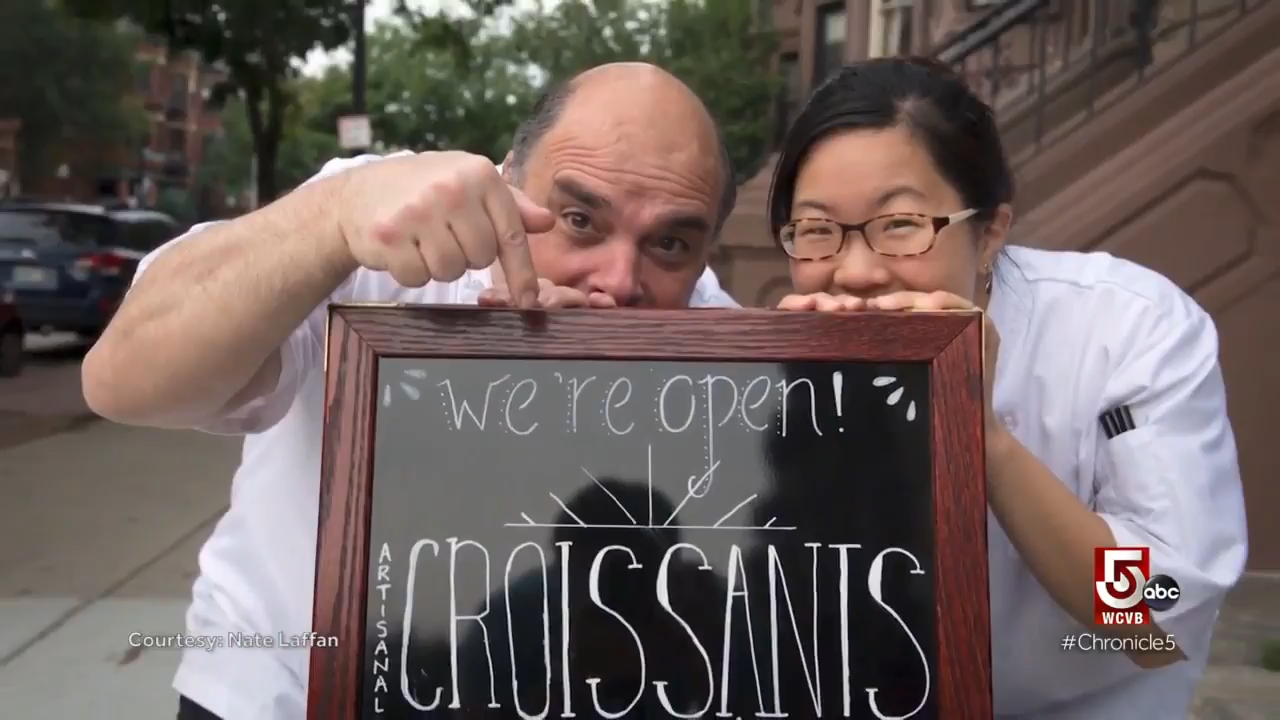 we're open!
ARTISANAL
CROISSANTS
Courtesy: Nate Laffan
5 abc
WCVB
#Chronicle5